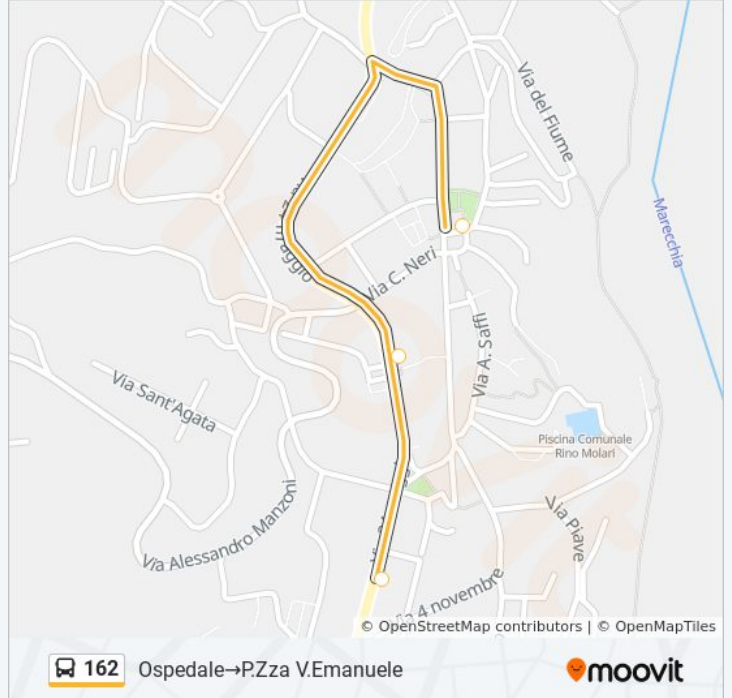 Via del Fiume
Marecchia
Via C. Neri
Via A. Saffi
Via Sant'Agata
Piscina Comunale
Rino Molari
Via Alessandro Manzoni
Via Piave
Via 4 novembre
© OpenStreetMap contributors | © OpenMapTiles
162 Ospedale→P.Zza V.Emanuele
moovit